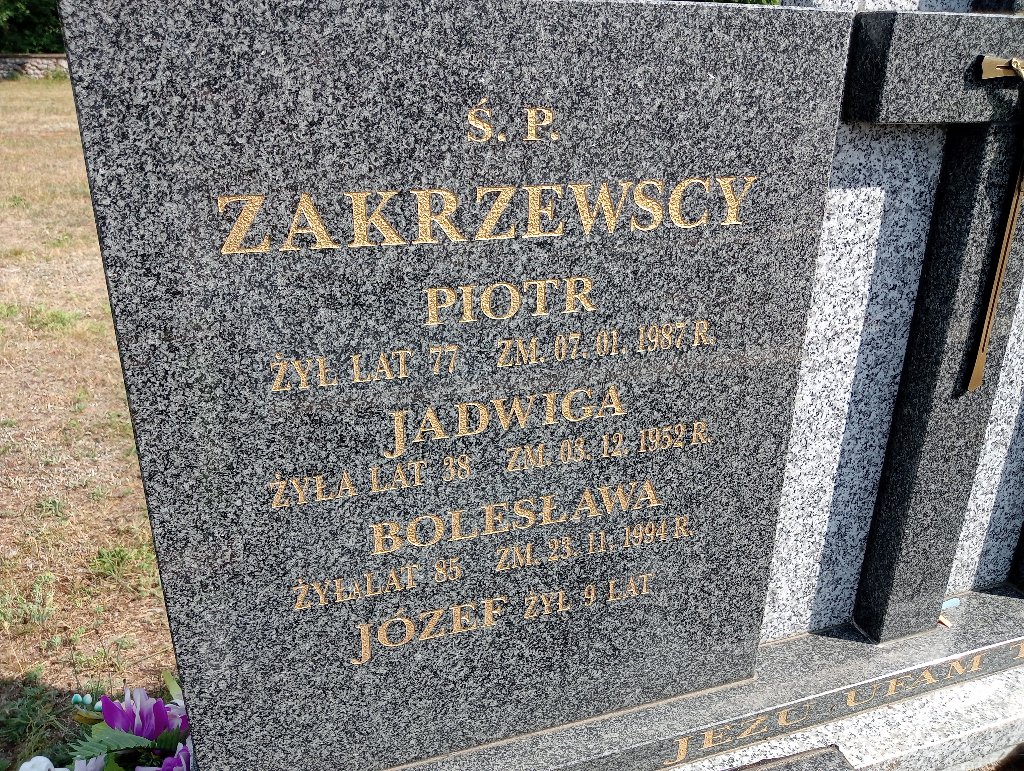 Ś. P.
ZAKRZEWSCY
PIOTR
ŻYŁ LAT 77 ZM. 07. 01. 1987 R.
JADWIGA
ŻYŁA LAT 38 ZM. 03. 12. 1952 R.
BOLESŁAWA
ŻYŁA LAT 85 ZM. 23. 11. 1994 R.
JÓZEF ŻYŁ 9 LAT
JEZU UFAM